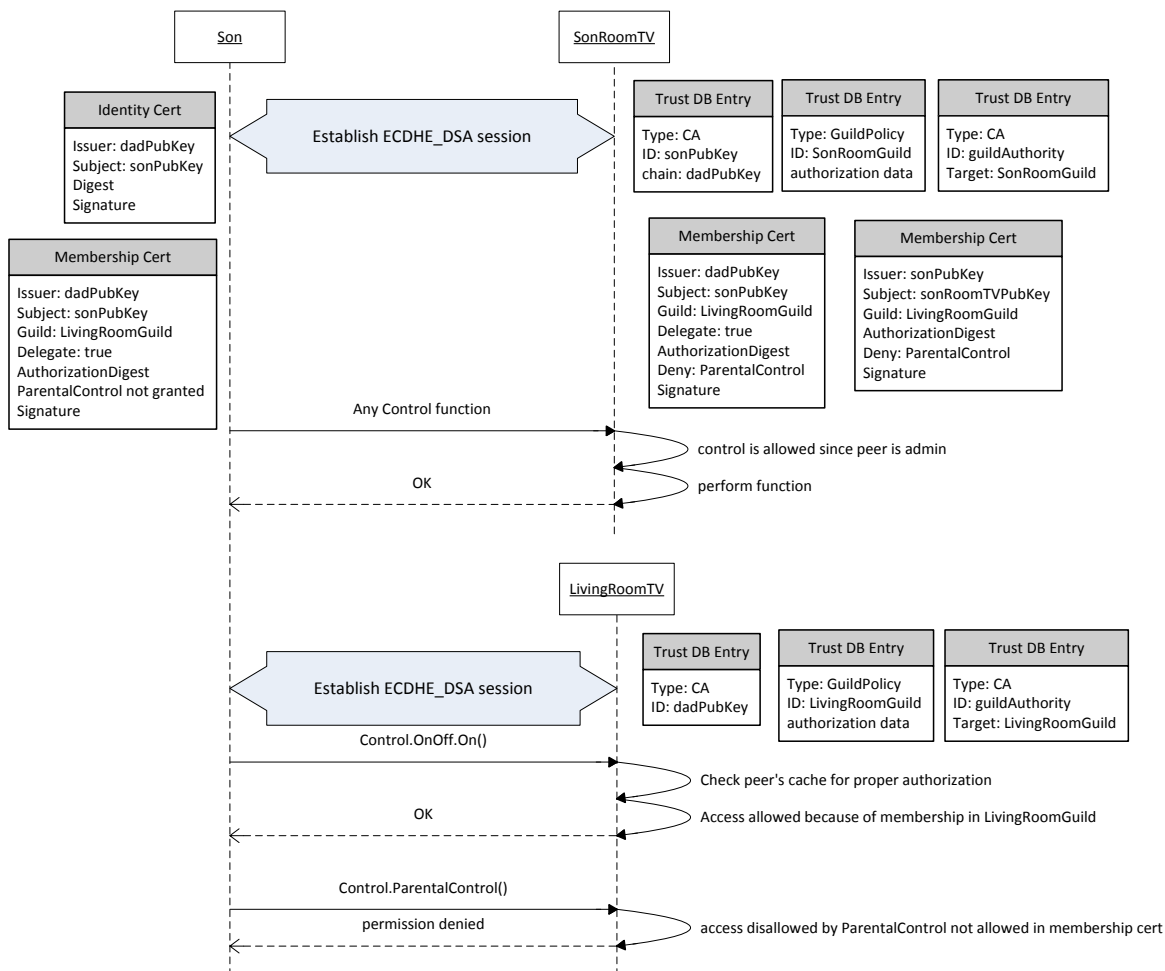 Son
SonRoomTV
Identity Cert
Issuer: dadPubKey
Subject: sonPubKey
Digest
Signature
Establish ECDHE_DSA session
Trust DB Entry
Type: CA
ID: sonPubKey
chain: dadPubKey
Trust DB Entry
Type: GuildPolicy
ID: SonRoomGuild
authorization data
Trust DB Entry
Type: CA
ID: guildAuthority
Target: SonRoomGuild
Membership Cert
Issuer: dadPubKey
Subject: sonPubKey
Guild: LivingRoomGuild
Delegate: true
AuthorizationDigest
ParentalControl not granted
Signature
Membership Cert
Issuer: dadPubKey
Subject: sonPubKey
Guild: LivingRoomGuild
Delegate: true
AuthorizationDigest
Deny: ParentalControl
Signature
Membership Cert
Issuer: sonPubKey
Subject: sonRoomTVPubKey
Guild: LivingRoomGuild
AuthorizationDigest
Deny: ParentalControl
Signature
Any Control function
control is allowed since peer is admin
OK
perform function
LivingRoomTV
Establish ECDHE_DSA session
Trust DB Entry
Type: CA
ID: dadPubKey
Trust DB Entry
Type: GuildPolicy
ID: LivingRoomGuild
authorization data
Trust DB Entry
Type: CA
ID: guildAuthority
Target: LivingRoomGuild
Control.OnOff.On()
Check peer's cache for proper authorization
OK
Access allowed because of membership in LivingRoomGuild
Control.ParentalControl()
permission denied
access disallowed by ParentalControl not allowed in membership cert